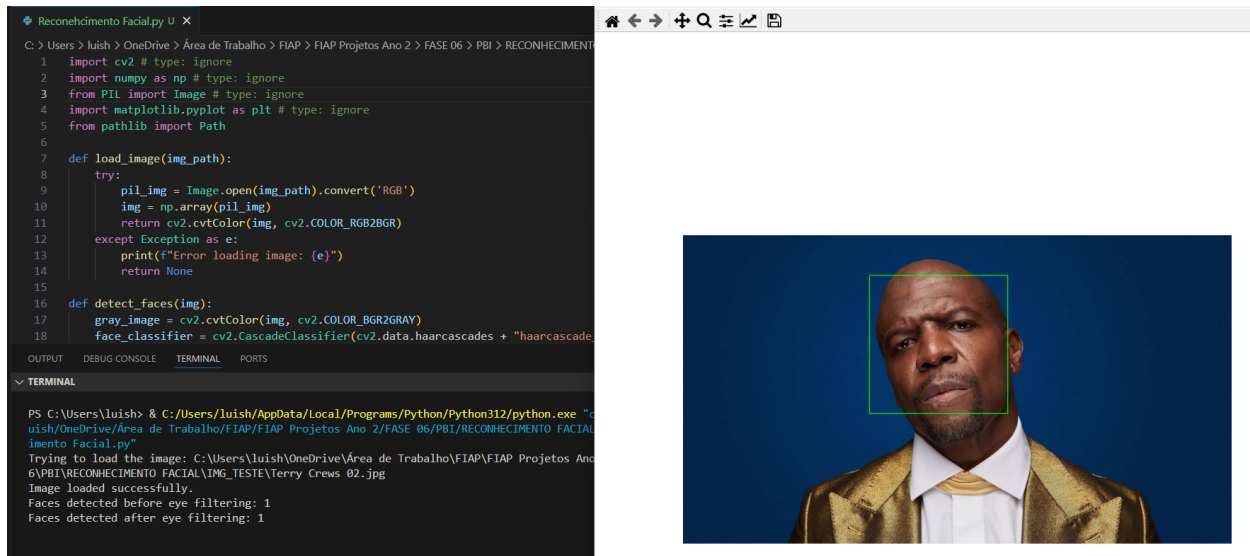 Reconehcimento Facial.py U X
C: > Users > luish > OneDrive > Área de Trabalho > FIAP > FIAP Projetos Ano 2 > FASE 06 > PBI > RECONHECIMENT
1 import cv2 # type: ignore
2 import numpy as np # type: ignore
3 from PIL import Image # type: ignore
4 import matplotlib.pyplot as plt # type: ignore
5 from pathlib import Path
6
7 def load_image(img_path):
8 try:
9 pil_img = Image.open(img_path).convert('RGB')
10 img = np.array(pil_img)
11 return cv2.cvtColor(img, cv2.COLOR_RGB2BGR)
12 except Exception as e:
13 print(f"Error loading image: {e}")
14 return None
15
16 def detect_faces(img):
17 gray_image = cv2.cvtColor(img, cv2.COLOR_BGR2GRAY)
18 face_classifier = cv2.CascadeClassifier(cv2.data.haarcascades + "haarcascade_
OUTPUT DEBUG CONSOLE TERMINAL PORTS
TERMINAL
PS C:\Users\luish> & C:/Users/luish/AppData/Local/Programs/Python/Python312/python.exe "c
uish/OneDrive/Área de Trabalho/FIAP/FIAP Projetos Ano 2/FASE 06/PBI/RECONHECIMENTO FACIAL
imento Facial.py"
Trying to load the image: C:\Users\luish\OneDrive\Área de Trabalho\FIAP\FIAP Projetos Ano
6\PBI\RECONHECIMENTO FACIAL\IMG_TESTE\Terry Crews 02.jpg
Image loaded successfully.
Faces detected before eye filtering: 1
Faces detected after eye filtering: 1